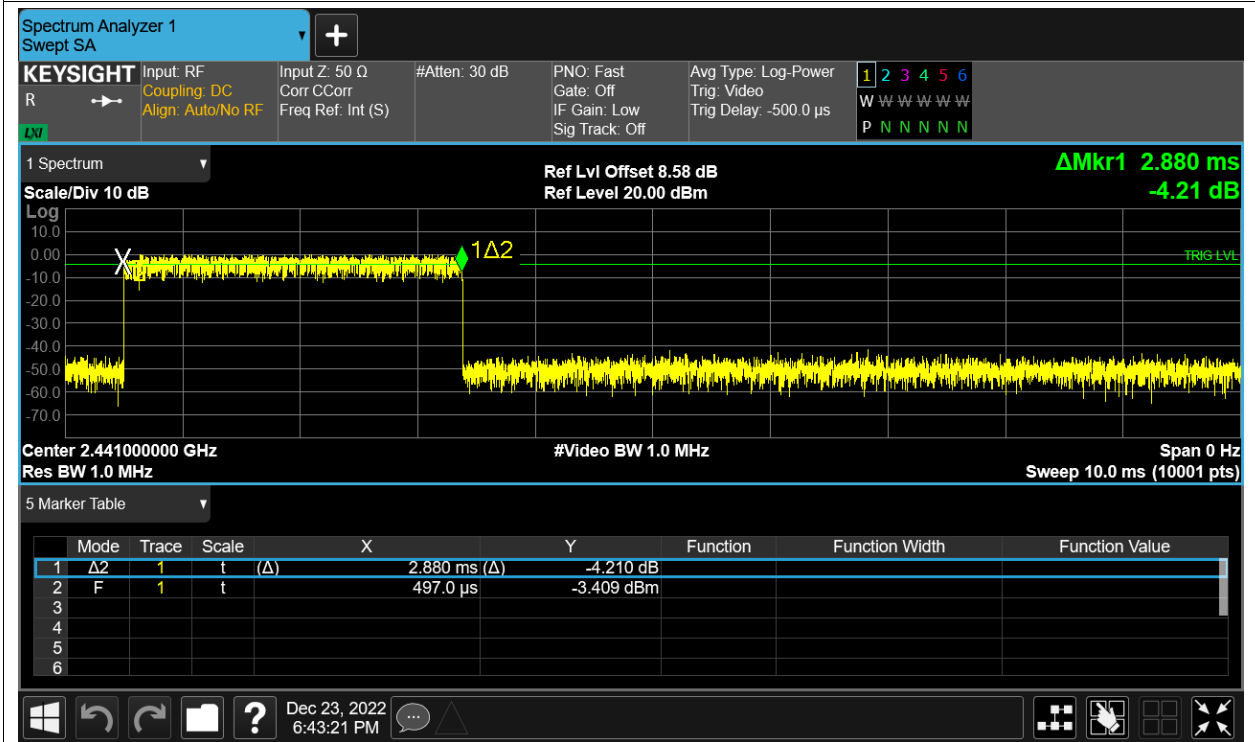 Spectrum Analyzer 1
Swept SA
KEYSIGHT
R
LXI
Input: RF
Coupling: DC
Align: Auto/No RF
Input Z: 50 Ω
Corr CCorr
Freq Ref: Int (S)
#Atten: 30 dB
PNO: Fast
Gate: Off
IF Gain: Low
Sig Track: Off
Avg Type: Log-Power
Trig: Video
Trig Delay: -500.0 µs
1 2 3 4 5 6
W W W W W W
P N N N N N
1 Spectrum
Scale/Div 10 dB
Ref Lvl Offset 8.58 dB
Ref Level 20.00 dBm
ΔMkr1 2.880 ms
-4.21 dB
Log
10.0
0.00
-10.0
-20.0
-30.0
-40.0
-50.0
-60.0
-70.0
X
1Δ2
TRIG LVL
Center 2.441000000 GHz
#Video BW 1.0 MHz
Span 0 Hz
Res BW 1.0 MHz
Sweep 10.0 ms (10001 pts)
5 Marker Table
Mode Trace Scale X Y Function Function Width Function Value
1 Δ2 1 t (Δ) 2.880 ms (Δ) -4.210 dB
2 F 1 t 497.0 µs -3.409 dBm
3
4
5
6
?
Dec 23, 2022
6:43:21 PM